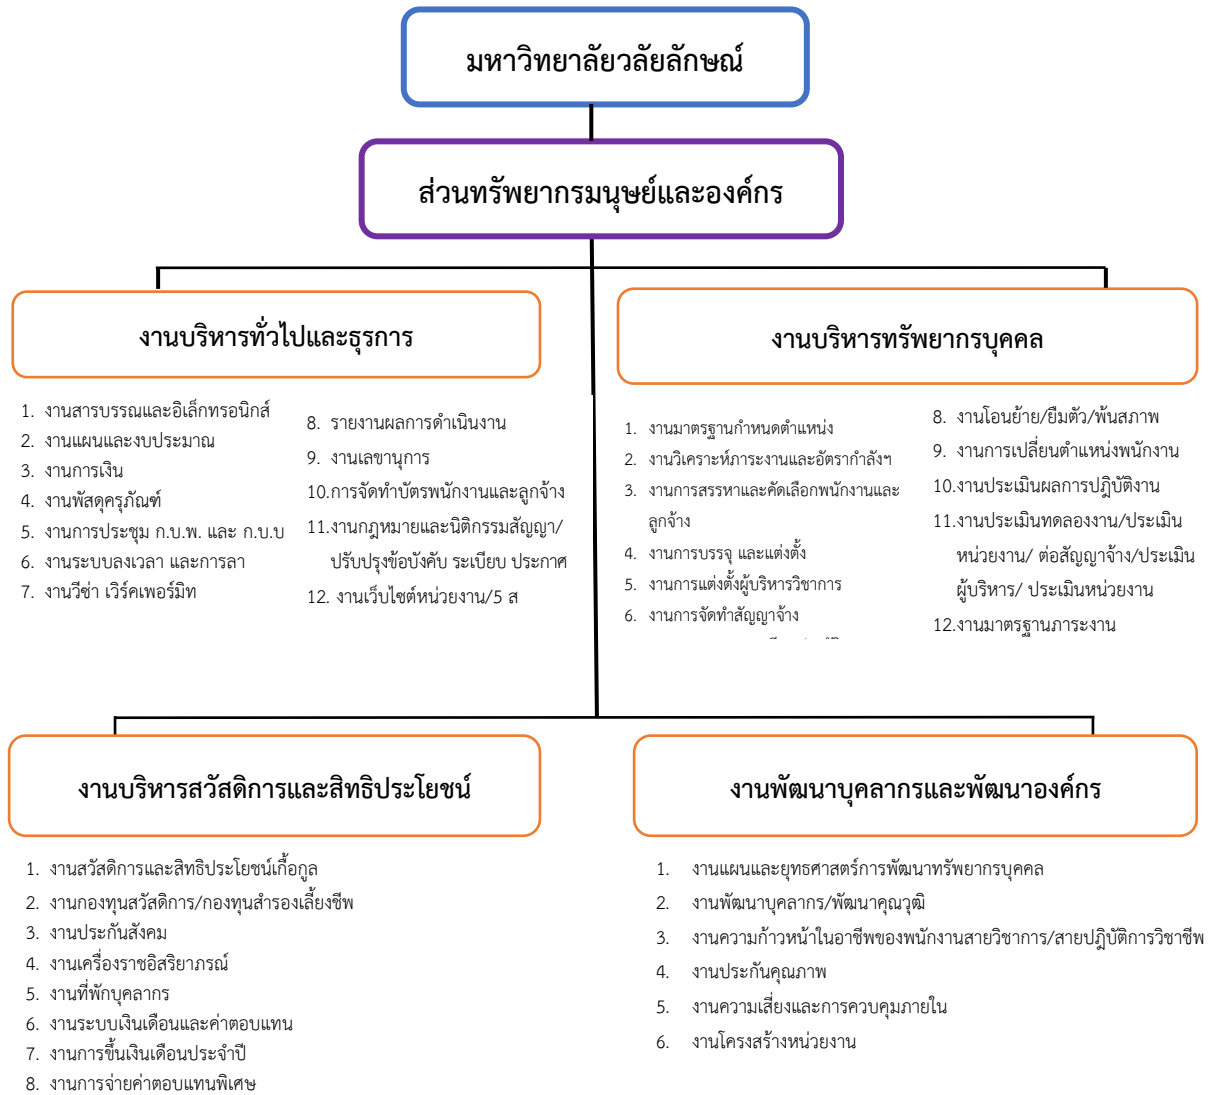 มหาวิทยาลัยวลัยลักษณ์
ส่วนทรัพยากรมนุษย์และองค์กร
งานบริหารทั่วไปและธุรการ
1. งานสารบรรณและอิเล็กทรอนิกส์
2. งานแผนและงบประมาณ
3. งานการเงิน
4. งานพัสดุครุภัณฑ์
5. งานการประชุม ก.บ.พ. และ ก.บ.บ
6. งานระบบลงเวลา และการลา
7. งานวีซ่า เวิร์คเพอร์มิท
8. รายงานผลการดำเนินงาน
9. งานเลขานุการ
10.การจัดทำบัตรพนักงานและลูกจ้าง
11.งานกฎหมายและนิติกรรมสัญญา/
ปรับปรุงข้อบังคับ ระเบียบ ประกาศ
12. งานเว็บไซต์หน่วยงาน/5 ส
งานบริหารทรัพยากรบุคคล
1. งานมาตรฐานกำหนดตำแหน่ง
2. งานวิเคราะห์ภาระงานและอัตรากำลังฯ
3. งานการสรรหาและคัดเลือกพนักงานและ
ลูกจ้าง
4. งานการบรรจุ และแต่งตั้ง
5. งานการแต่งตั้งผู้บริหารวิชาการ
6. งานการจัดทำสัญญาจ้าง
8. งานโอนย้าย/ยืมตัว/พ้นสภาพ
9. งานการเปลี่ยนตำแหน่งพนักงาน
10.งานประเมินผลการปฏิบัติงาน
11.งานประเมินทดลองงาน/ประเมิน
หน่วยงาน/ ต่อสัญญาจ้าง/ประเมิน
ผู้บริหาร/ ประเมินหน่วยงาน
12.งานมาตรฐานภาระงาน
งานบริหารสวัสดิการและสิทธิประโยชน์
1. งานสวัสดิการและสิทธิประโยชน์เกื้อกูล
2. งานกองทุนสวัสดิการ/กองทุนสำรองเลี้ยงชีพ
3. งานประกันสังคม
4. งานเครื่องราชอิสริยาภรณ์
5. งานที่พักบุคลากร
6. งานระบบเงินเดือนและค่าตอบแทน
7. งานการขึ้นเงินเดือนประจำปี
8. งานการจ่ายค่าตอบแทนพิเศษ
งานพัฒนาบุคลากรและพัฒนาองค์กร
1. งานแผนและยุทธศาสตร์การพัฒนาทรัพยากรบุคคล
2. งานพัฒนาบุคลากร/พัฒนาคุณวุฒิ
3. งานความก้าวหน้าในอาชีพของพนักงานสายวิชาการ/สายปฏิบัติการวิชาชีพ
4. งานประกันคุณภาพ
5. งานความเสี่ยงและการควบคุมภายใน
6. งานโครงสร้างหน่วยงาน